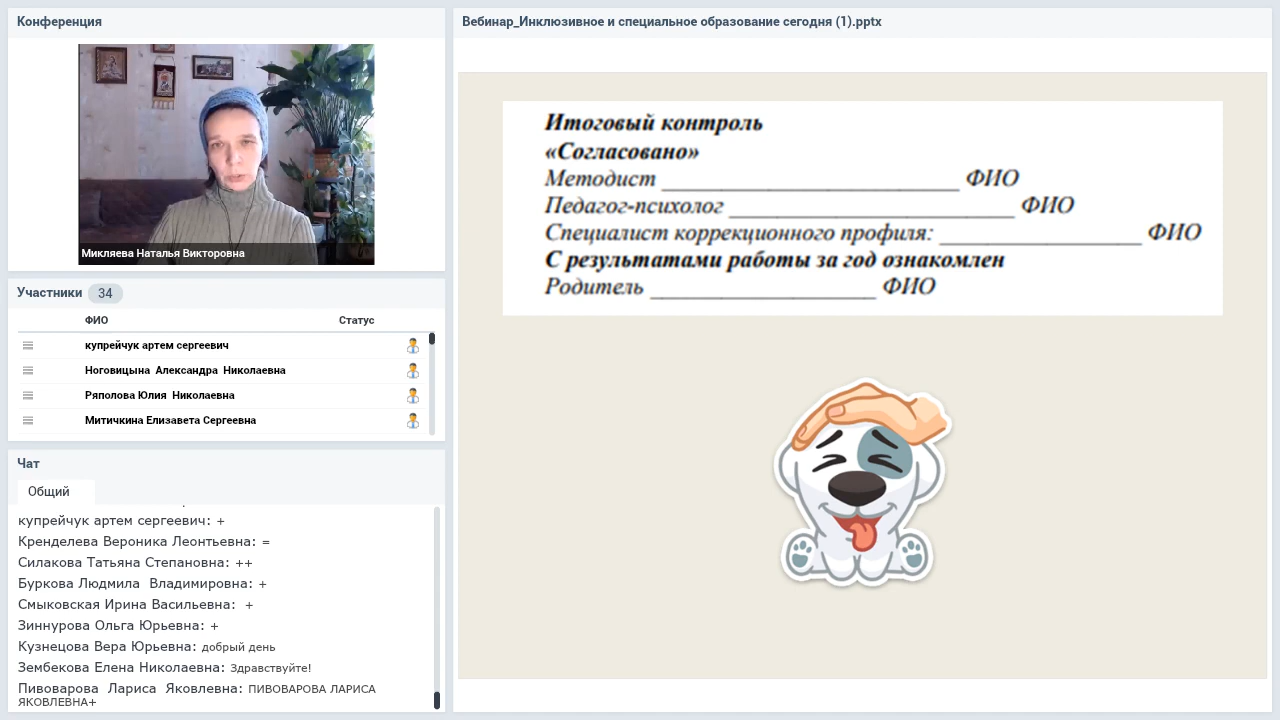 Конференция
Микляева Наталья Викторовна
Участники 34
ФИО Статус
купрейчук артем сергеевич
Ноговицына Александра Николаевна
Ряполова Юлия Николаевна
Митичкина Елизавета Сергеевна
Чат
Общий
купрейчук артем сергеевич: +
Кренделева Вероника Леонтьевна: =
Силакова Татьяна Степановна: ++
Буркова Людмила Владимировна: +
Смыковская Ирина Васильевна: +
Зиннурова Ольга Юрьевна: +
Кузнецова Вера Юрьевна: добрый день
Зембекова Елена Николаевна: Здравствуйте!
Пивоварова Лариса Яковлевна: ПИВОВАРОВА ЛАРИСА
ЯКОВЛЕВНА+
Вебинар_Инклюзивное и специальное образование сегодня (1).pptx
Итоговый контроль
«Согласовано»
Методист ____________________________ ФИО
Педагог-психолог ___________________________ ФИО
Специалист коррекционного профиля: ___________________ ФИО
С результатами работы за год ознакомлен
Родитель _____________________ ФИО